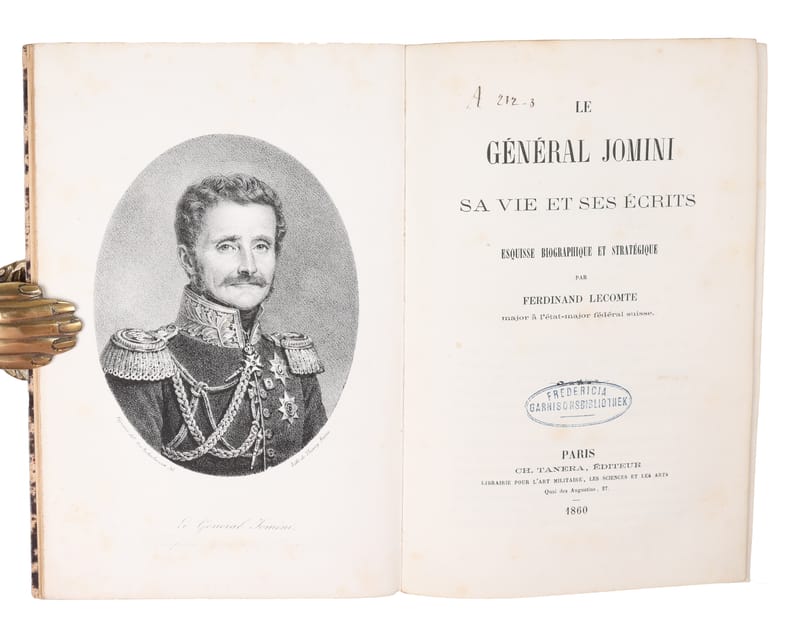 Le Général Jomini.
A 212-3
LE
GÉNÉRAL JOMINI
SA VIE ET SES ÉCRITS
ESQUISSE BIOGRAPHIQUE ET STRATÉGIQUE
PAR
FERDINAND LECOMTE
major à l'état-major fédéral suisse.
FREDERICIA
GARNISONSBIBLIOTHEK
PARIS
CH. TANERA, ÉDITEUR
LIBRAIRIE POUR L'ART MILITAIRE, LES SCIENCES ET LES ARTS
Quai des Augustins, 27.
1860